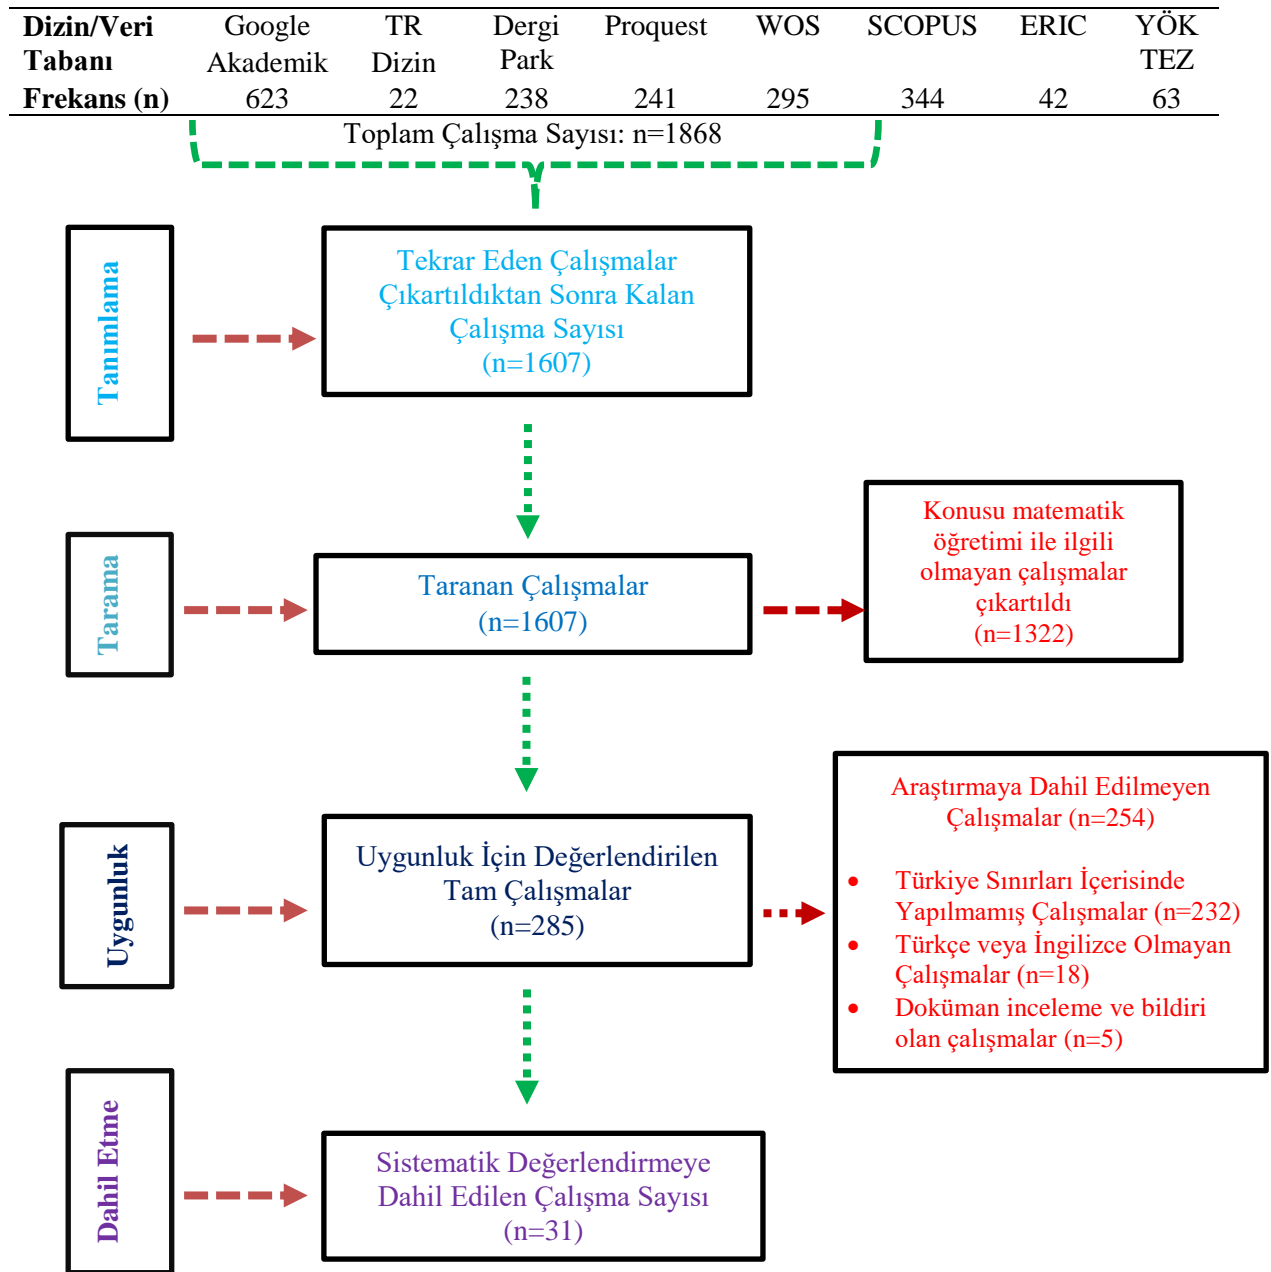 Dizin/Veri Tabanı Google Akademik TR Dizin Dergi Park Proquest WOS SCOPUS ERIC YÖK TEZ
Frekans (n) 623 22 238 241 295 344 42 63
Toplam Çalışma Sayısı: n=1868
Tanımlama
Tekrar Eden Çalışmalar
Çıkartıldıktan Sonra Kalan
Çalışma Sayısı
(n=1607)
Tarama
Taranan Çalışmalar
(n=1607)
Konusu matematik
öğretimi ile ilgili
olmayan çalışmalar
çıkartıldı
(n=1322)
Uygunluk
Uygunluk İçin Değerlendirilen
Tam Çalışmalar
(n=285)
Araştırmaya Dahil Edilmeyen
Çalışmalar (n=254)
• Türkiye Sınırları İçerisinde
Yapılmamış Çalışmalar (n=232)
• Türkçe veya İngilizce Olmayan
Çalışmalar (n=18)
• Doküman inceleme ve bildiri
olan çalışmalar (n=5)
Dahil Etme
Sistematik Değerlendirmeye
Dahil Edilen Çalışma Sayısı
(n=31)